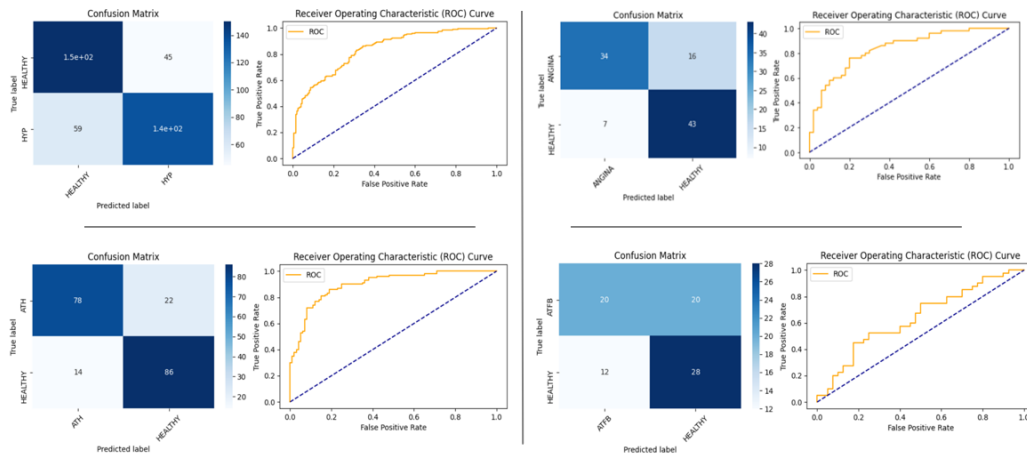 Confusion Matrix
HEALTHY
HYP
True label
1.5e+02
45
59
1.4e+02
140
120
100
80
60
HEALTHY
HYP
Predicted label
Receiver Operating Characteristic (ROC) Curve
ROC
True Positive Rate
1.0
0.8
0.6
0.4
0.2
0.0
0.0
0.2
0.4
0.6
0.8
1.0
False Positive Rate
Confusion Matrix
ANGINA
HEALTHY
True label
34
16
7
43
40
35
30
25
20
15
10
ANGINA
HEALTHY
Predicted label
Receiver Operating Characteristic (ROC) Curve
ROC
True Positive Rate
1.0
0.8
0.6
0.4
0.2
0.0
0.0
0.2
0.4
0.6
0.8
1.0
False Positive Rate
Confusion Matrix
ATH
HEALTHY
True label
78
22
14
86
80
70
60
50
40
30
20
ATH
HEALTHY
Predicted label
Receiver Operating Characteristic (ROC) Curve
ROC
True Positive Rate
1.0
0.8
0.6
0.4
0.2
0.0
0.0
0.2
0.4
0.6
0.8
1.0
False Positive Rate
Confusion Matrix
ATFB
HEALTHY
True label
20
20
12
28
28
26
24
22
20
18
16
14
12
ATFB
HEALTHY
Predicted label
Receiver Operating Characteristic (ROC) Curve
ROC
True Positive Rate
1.0
0.8
0.6
0.4
0.2
0.0
0.0
0.2
0.4
0.6
0.8
1.0
False Positive Rate